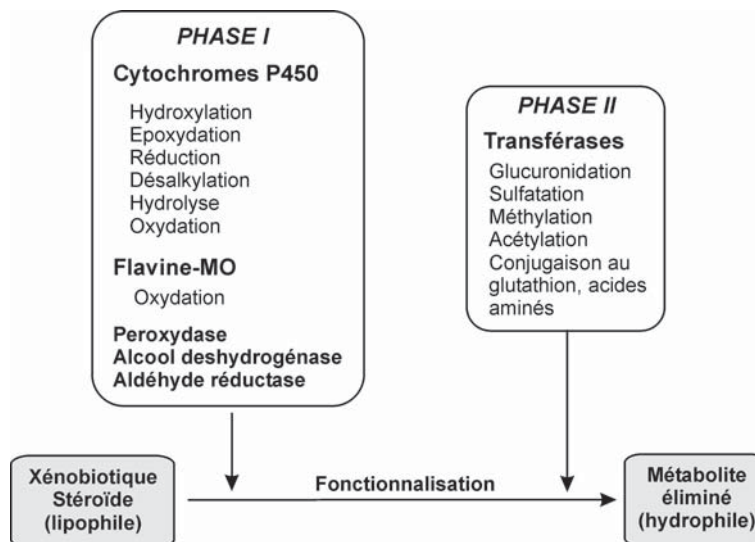 PHASE I
Cytochromes P450
Hydroxylation
Epoxydation
Réduction
Désalkylation
Hydrolyse
Oxydation
Flavine-MO
Oxydation
Peroxydase
Alcool deshydrogénase
Aldéhyde réductase
PHASE II
Transférases
Glucuronidation
Sulfatation
Méthylation
Acétylation
Conjugaison au
glutathion, acides
aminés
Xénobiotique
Stéroïde
(lipophile)
Fonctionnalisation
Métabolite
éliminé
(hydrophile)